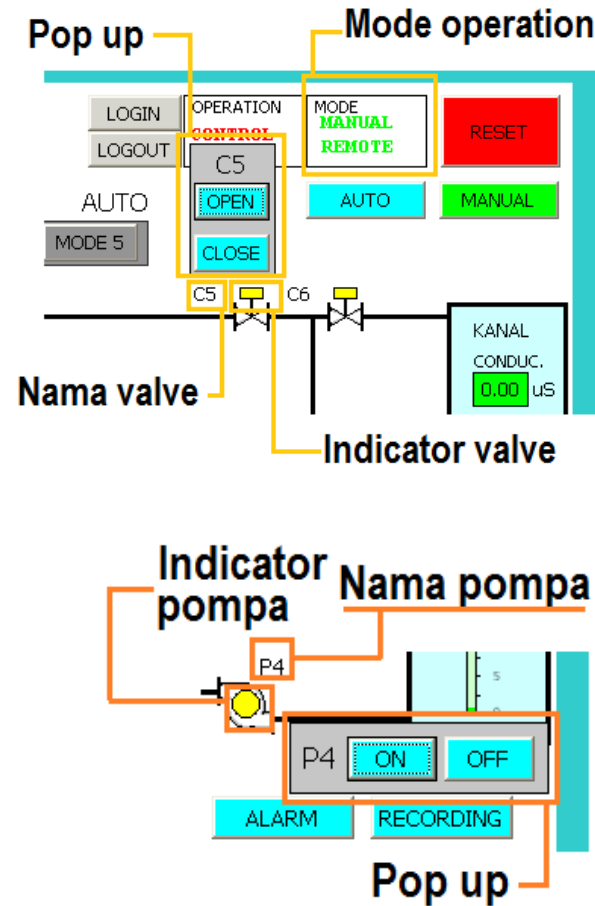 Pop up
Mode operation
LOGIN
LOGOUT
OPERATION
CONTROL
MODE
MANUAL
REMOTE
RESET
C5
OPEN
CLOSE
AUTO
MODE 5
AUTO
MANUAL
C5
C6
KANAL
CONDUC.
0.00 uS
Nama valve
Indicator valve
Indicator
pompa
Nama pompa
P4
5
0
P4
ON
OFF
ALARM
RECORDING
Pop up